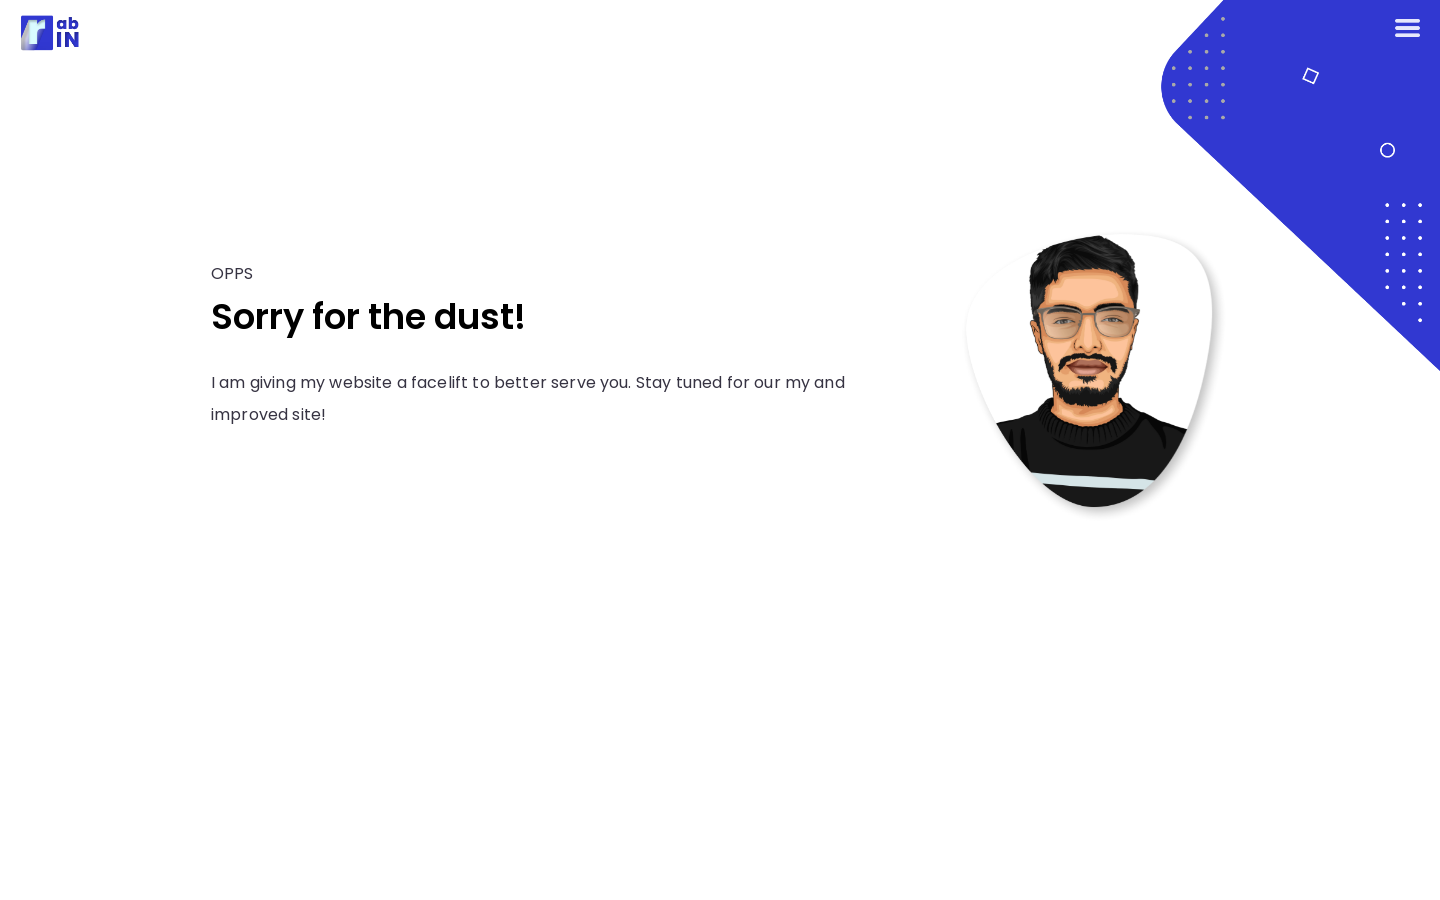 rab
IN
OPPS
Sorry for the dust!
I am giving my website a facelift to better serve you. Stay tuned for our my and
improved site!